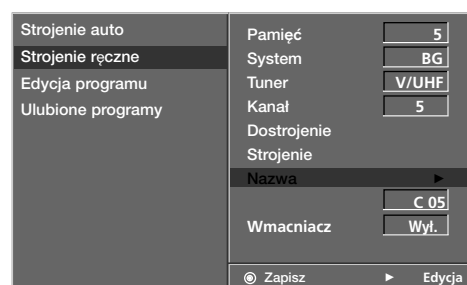 Strojenie auto
Strojenie ręczne
Edycja programu
Ulubione programy
Pamięć 5
System BG
Tuner V/UHF
Kanał 5
Dostrojenie
Strojenie
Nazwa ►
C 05
Wmacniacz Wył.
◉ Zapisz ► Edycja